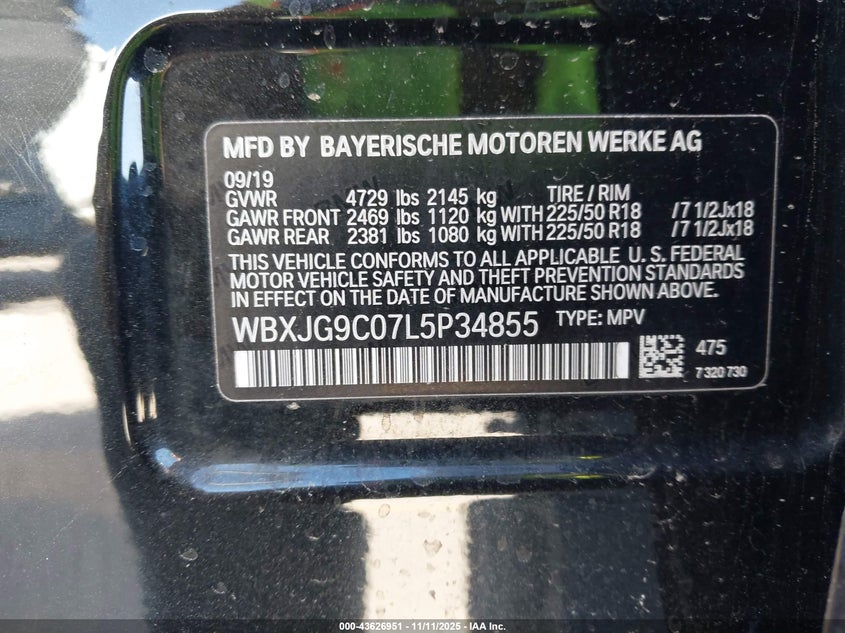 MFD BY BAYERISCHE MOTOREN WERKE AG
09/19
GVWR 4729 lbs 2145 kg TIRE / RIM
GAWR FRONT 2469 lbs 1120 kg WITH 225/50 R18 /7 1/2Jx18
GAWR REAR 2381 lbs 1080 kg WITH 225/50 R18 /7 1/2Jx18
THIS VEHICLE CONFORMS TO ALL APPLICABLE U. S. FEDERAL
MOTOR VEHICLE SAFETY AND THEFT PREVENTION STANDARDS
IN EFFECT ON THE DATE OF MANUFACTURE SHOWN ABOVE.
WBXJG9C07L5P34855 TYPE: MPV
475
7 320 730
000-43626951 - 11/11/2025 - IAA Inc.